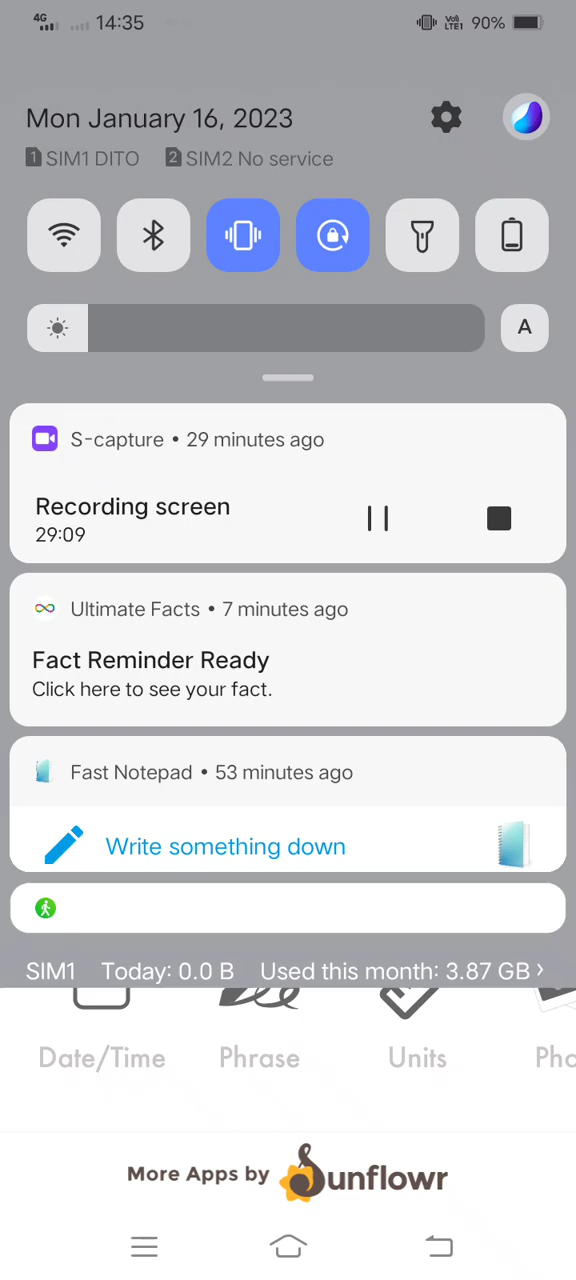 4G 14:35 VoD LTE1 90%
Mon January 16, 2023
1 SIM1 DITO 2 SIM2 No service
A
S-capture • 29 minutes ago
Recording screen
29:09
Ultimate Facts • 7 minutes ago
Fact Reminder Ready
Click here to see your fact.
Fast Notepad • 53 minutes ago
Write something down
SIM1 Today: 0.0 B Used this month: 3.87 GB ›
Date/Time Phrase Units Pho
More Apps by Sunflowr